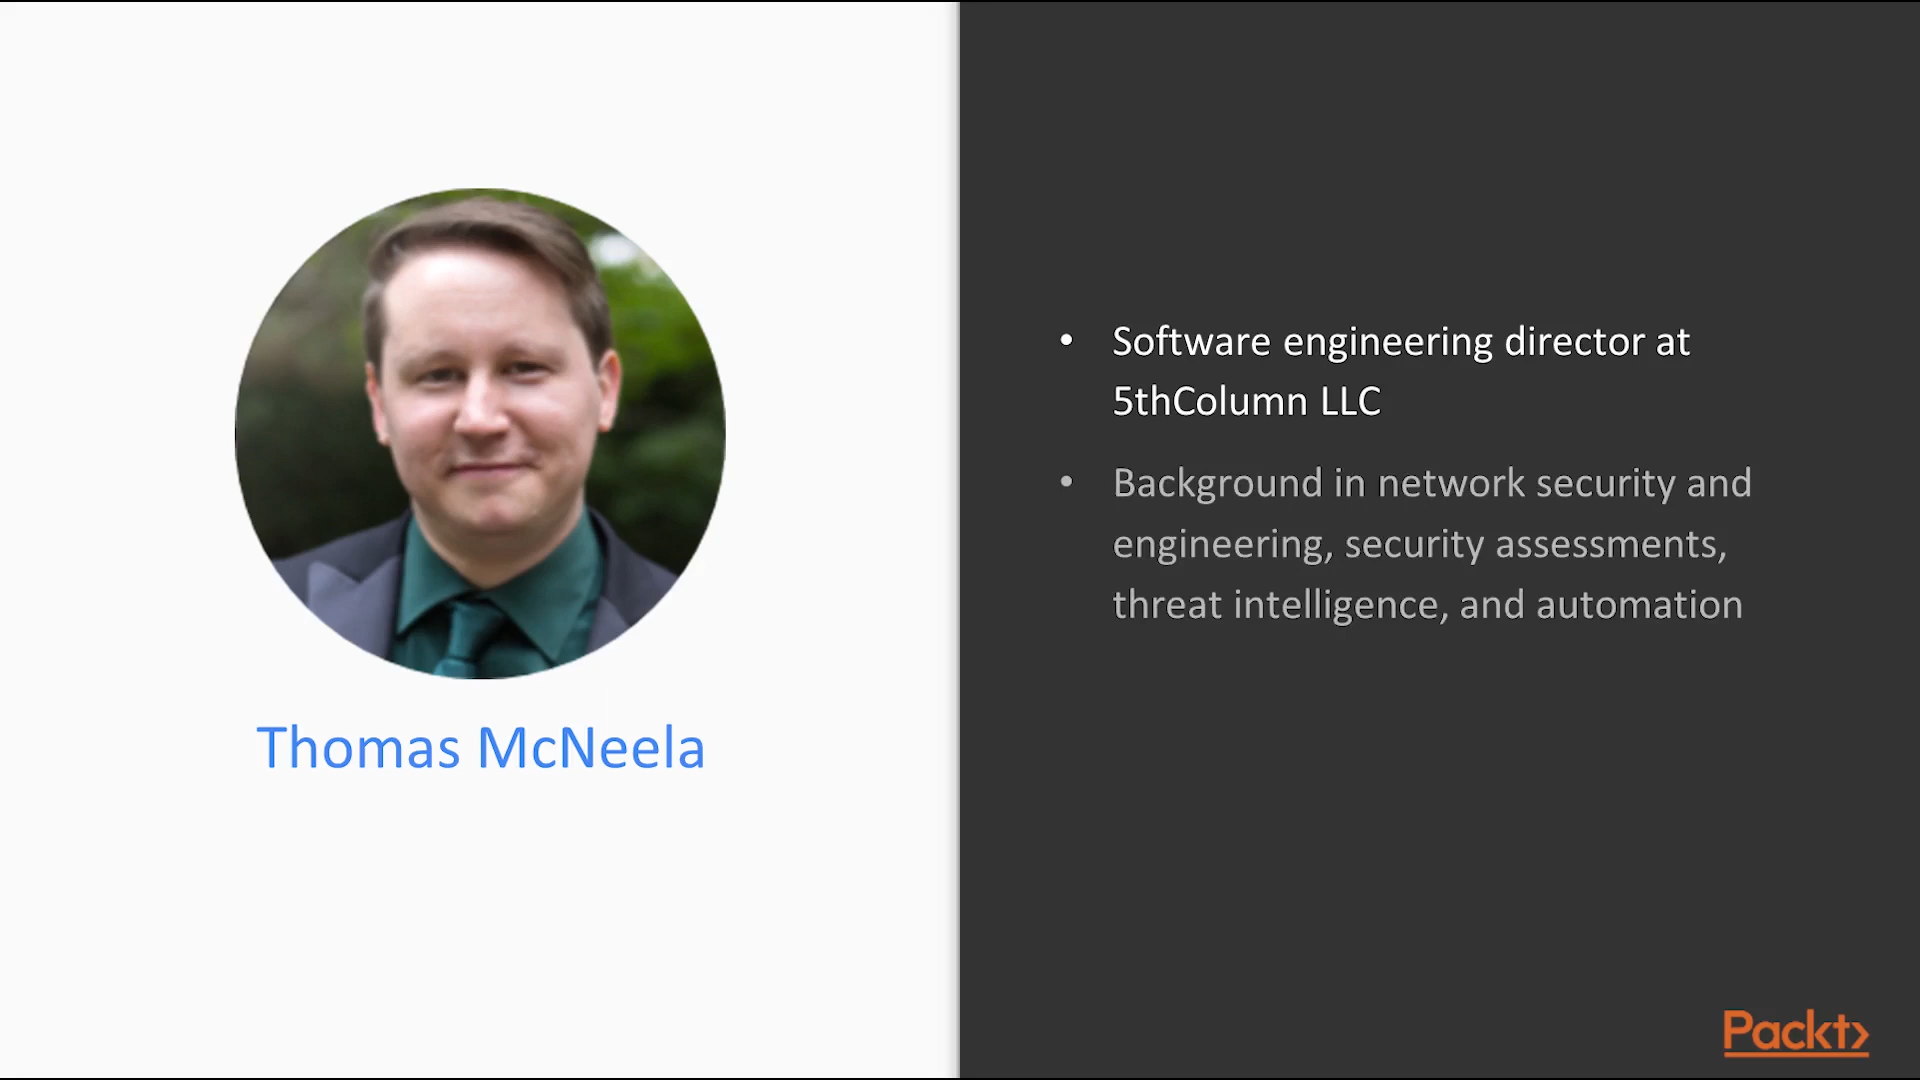 Thomas McNeela
• Software engineering director at
5thColumn LLC
• Background in network security and
engineering, security assessments,
threat intelligence, and automation
Packt>